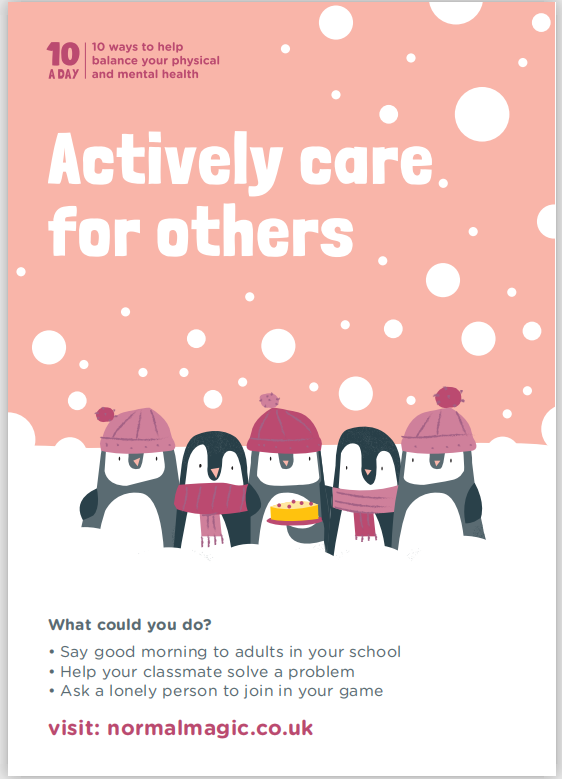 10
A DAY
10 ways to help
balance your physical
and mental health
Actively care
for others
What could you do?
• Say good morning to adults in your school
• Help your classmate solve a problem
• Ask a lonely person to join in your game
visit: normalmagic.co.uk